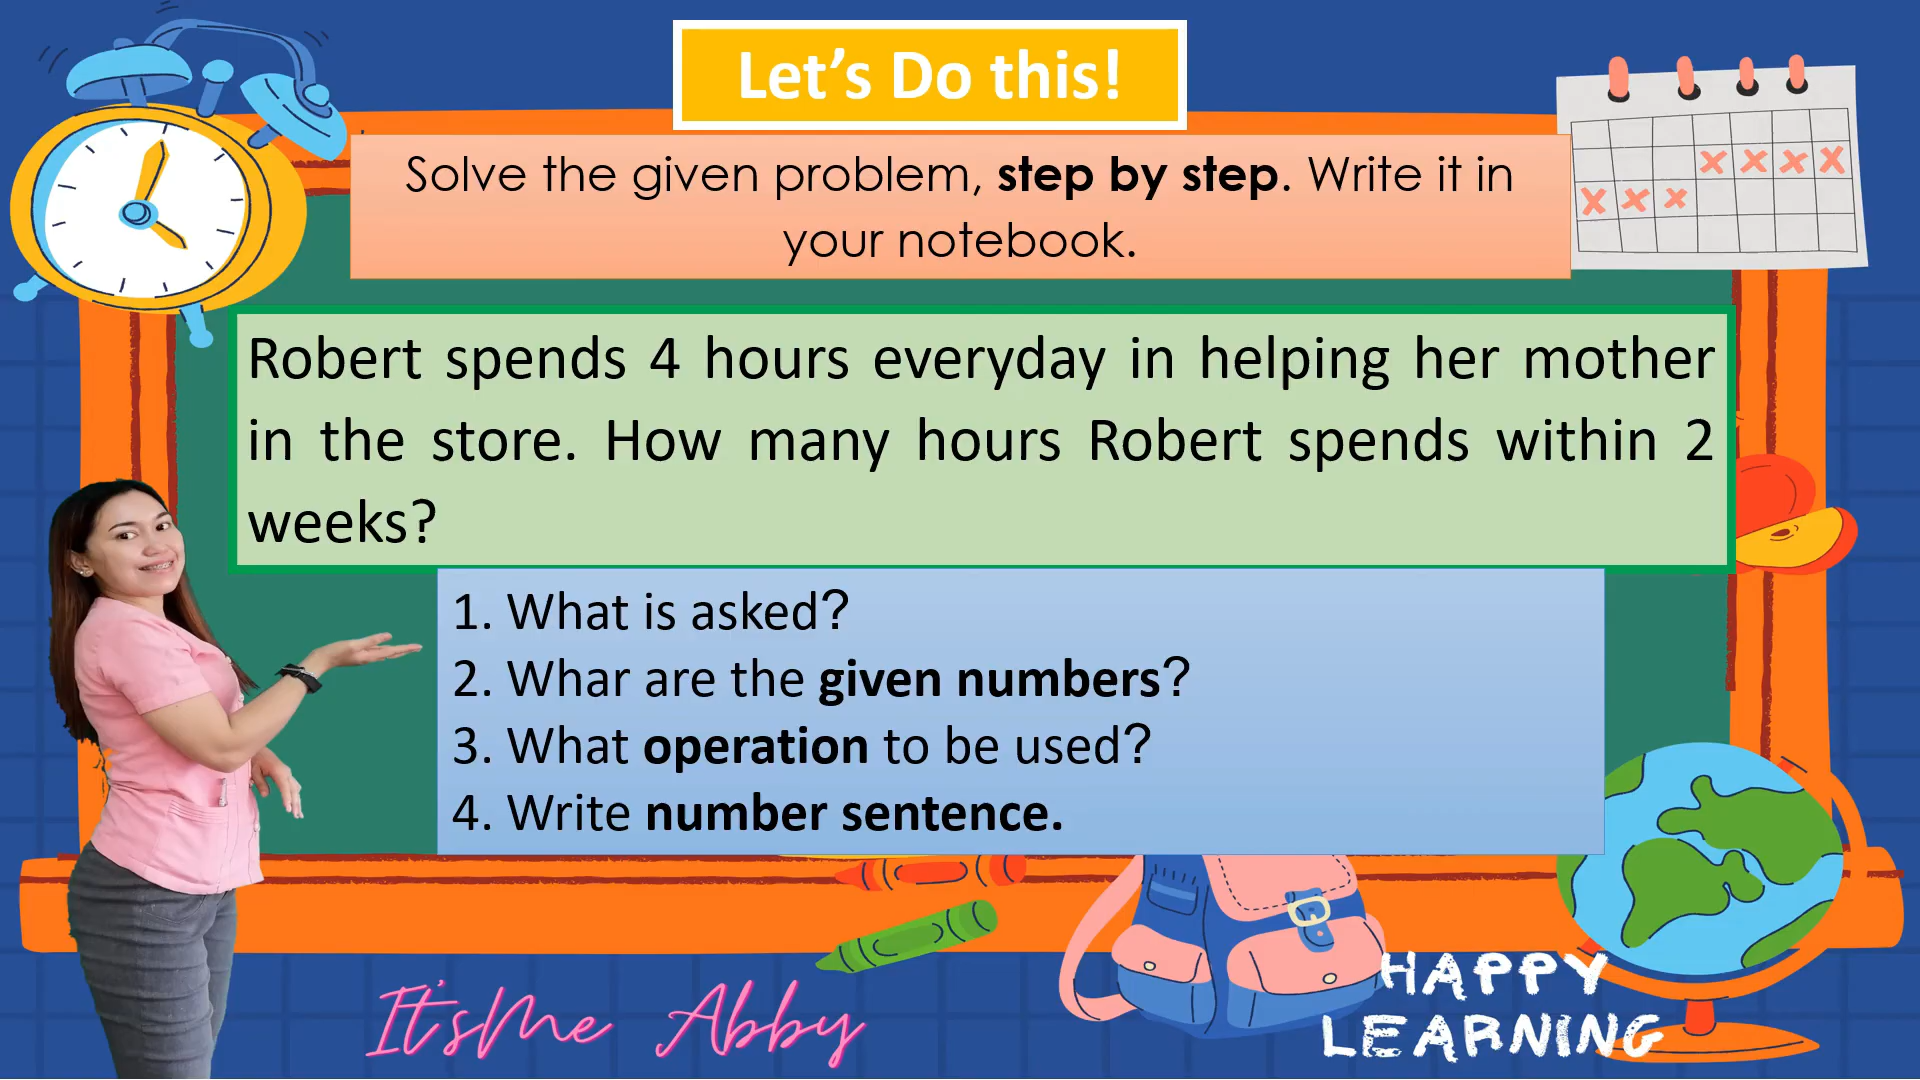 Let's Do this!
Solve the given problem, step by step. Write it in
your notebook.
Robert spends 4 hours everyday in helping her mother
in the store. How many hours Robert spends within 2
weeks?
1. What is asked?
2. Whar are the given numbers?
3. What operation to be used?
4. Write number sentence.
It'sMe Abby
HAPPY
LEARNING